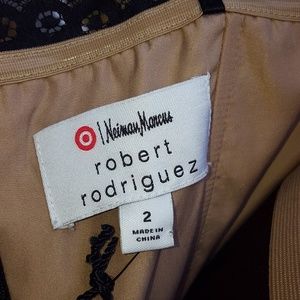 Neiman Marcus
robert
rodriguez
2
MADE IN
CHINA